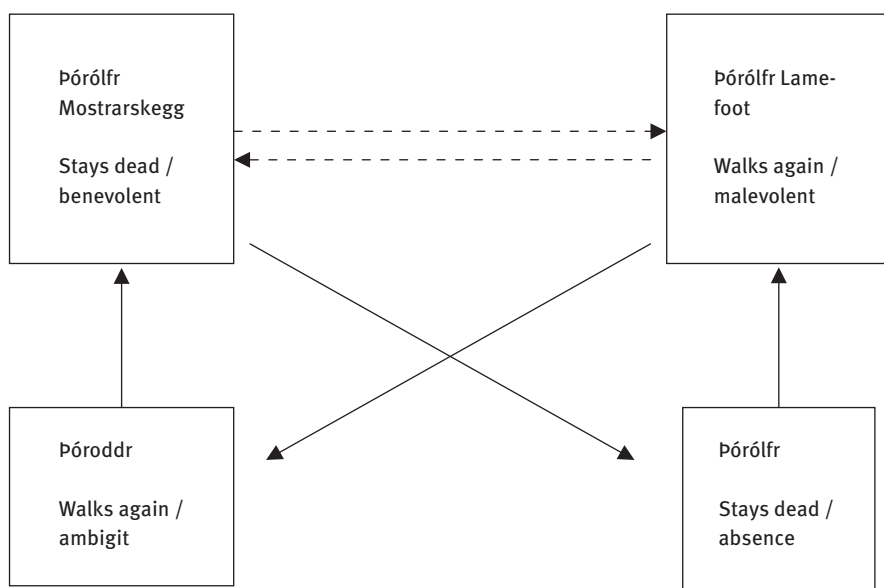 Þórólfr
Mostrarskegg
Stays dead /
benevolent
Þórólfr Lame-
foot
Walks again /
malevolent
Þóroddr
Walks again /
ambigit
Þórólfr
Stays dead /
absence